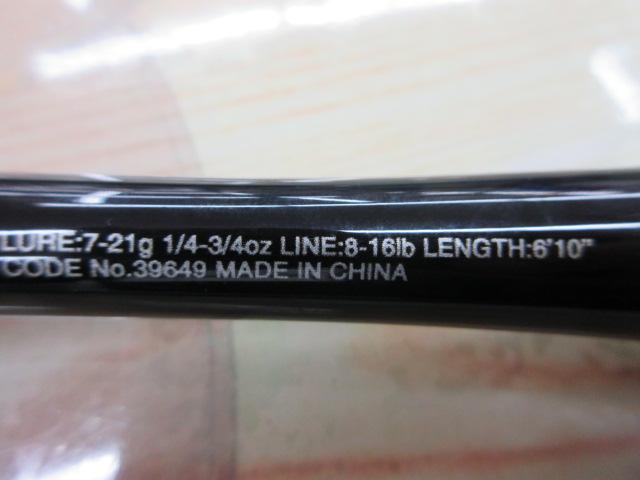 LURE:7-21g 1/4-3/4oz LINE:8-16lb LENGTH:6'10"
CODE No.39649 MADE IN CHINA